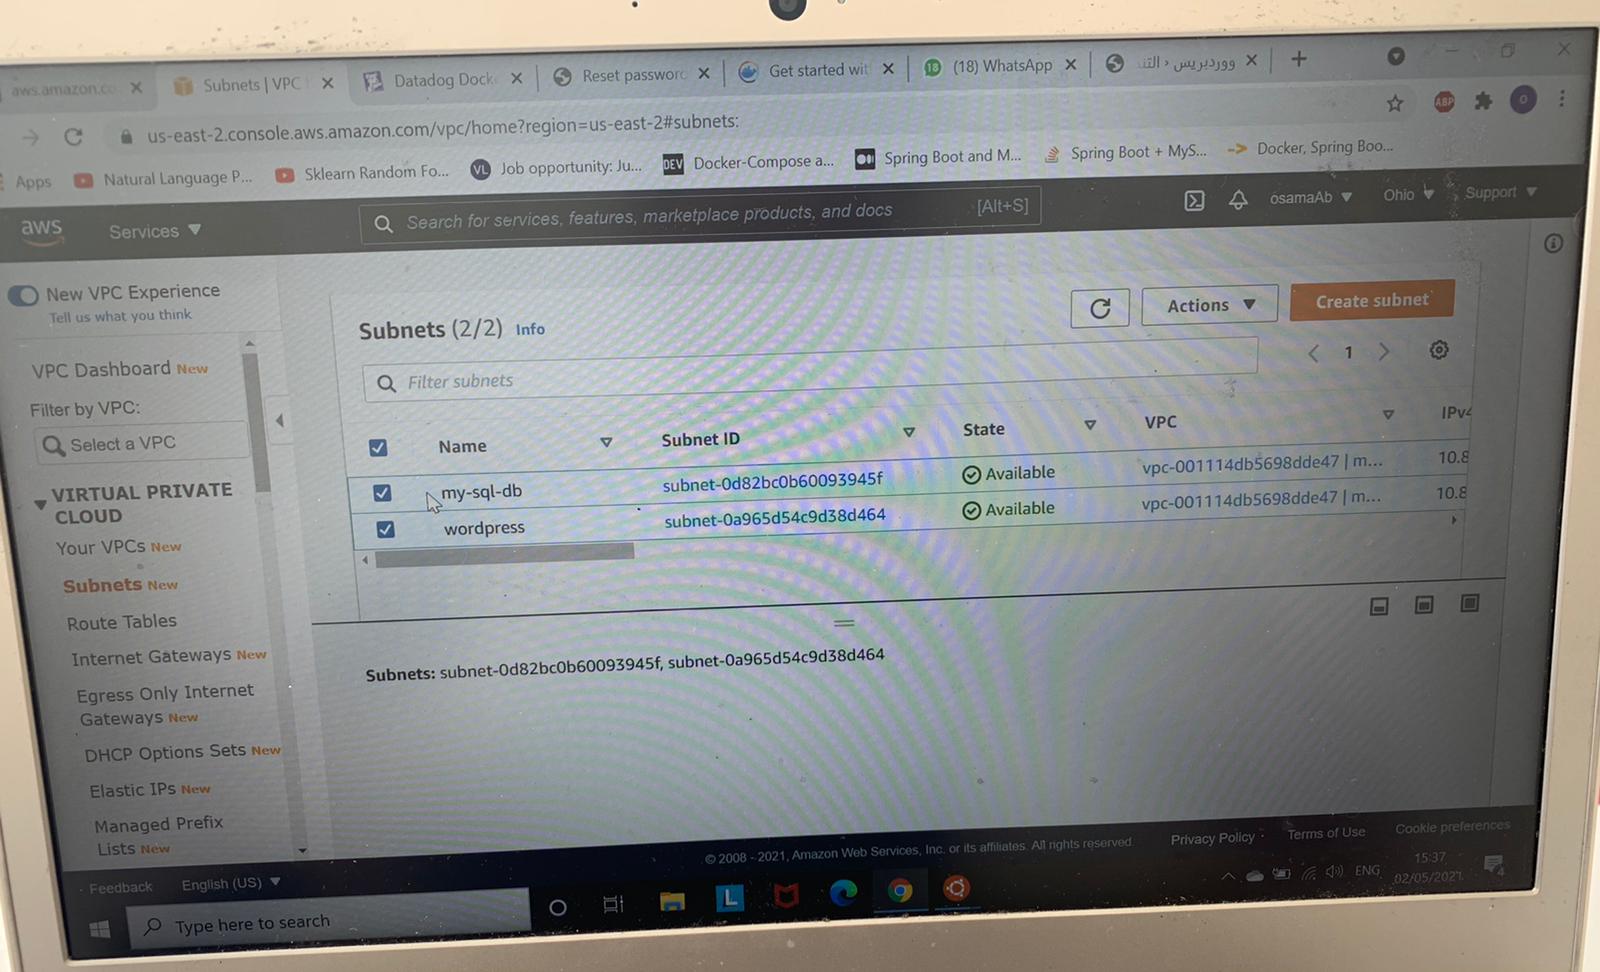 aws.amazon.co
Subnets | VPC
Datadog Dock
Reset passworc
Get started wit
18 (18) WhatsApp
ووردبريس › التن
us-east-2.console.aws.amazon.com/vpc/home?region=us-east-2#subnets:
ABP
O
Apps
Natural Language P...
Sklearn Random Fo...
VL Job opportunity: Ju...
DEV Docker-Compose a...
Spring Boot and M...
Spring Boot + MyS...
Docker, Spring Boo...
aws
Services
Search for services, features, marketplace products, and docs
[Alt+S]
osamaAb
Ohio
Support
New VPC Experience
Tell us what you think
VPC Dashboard New
Filter by VPC:
Select a VPC
VIRTUAL PRIVATE
CLOUD
Your VPCs New
Subnets New
Route Tables
Internet Gateways New
Egress Only Internet
Gateways New
DHCP Options Sets New
Elastic IPs New
Managed Prefix
Lists New
Subnets (2/2) Info
Actions
Create subnet
Filter subnets
1
Name Subnet ID State VPC IPv4
my-sql-db subnet-0d82bc0b60093945f Available vpc-001114db5698dde47 | m... 10.8
wordpress subnet-0a965d54c9d38d464 Available vpc-001114db5698dde47 | m... 10.8
Subnets: subnet-0d82bc0b60093945f, subnet-0a965d54c9d38d464
Feedback
English (US)
© 2008 - 2021, Amazon Web Services, Inc. or its affiliates. All rights reserved.
Privacy Policy
Terms of Use
Cookie preferences
Type here to search
L
ENG
15:37
02/05/2021
4